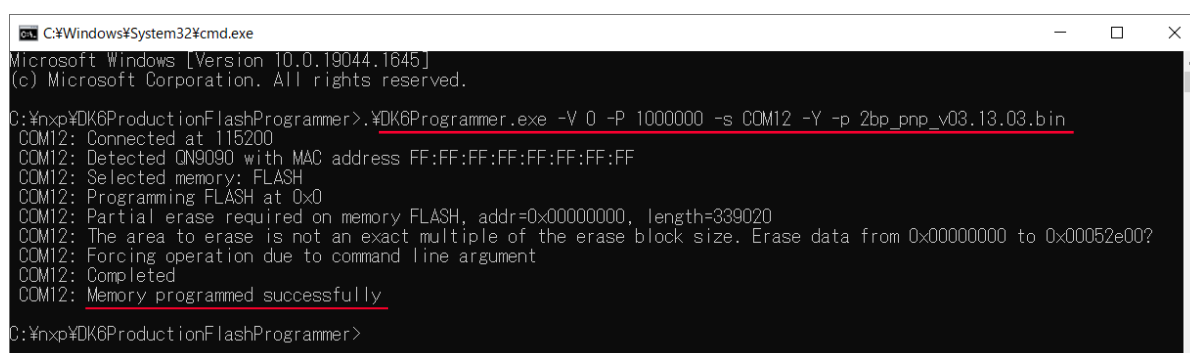 C:¥Windows¥System32¥cmd.exe
Microsoft Windows [Version 10.0.19044.1645]
(c) Microsoft Corporation. All rights reserved.
C:¥nxp¥DK6ProductionFlashProgrammer>.¥DK6Programmer.exe -V 0 -P 1000000 -s COM12 -Y -p 2bp_pnp_v03.13.03.bin
COM12: Connected at 115200
COM12: Detected QN9090 with MAC address FF:FF:FF:FF:FF:FF:FF:FF
COM12: Selected memory: FLASH
COM12: Programming FLASH at 0x0
COM12: Partial erase required on memory FLASH, addr=0x00000000, length=339020
COM12: The area to erase is not an exact multiple of the erase block size. Erase data from 0x00000000 to 0x00052e00?
COM12: Forcing operation due to command line argument
COM12: Completed
COM12: Memory programmed successfully
C:¥nxp¥DK6ProductionFlashProgrammer>